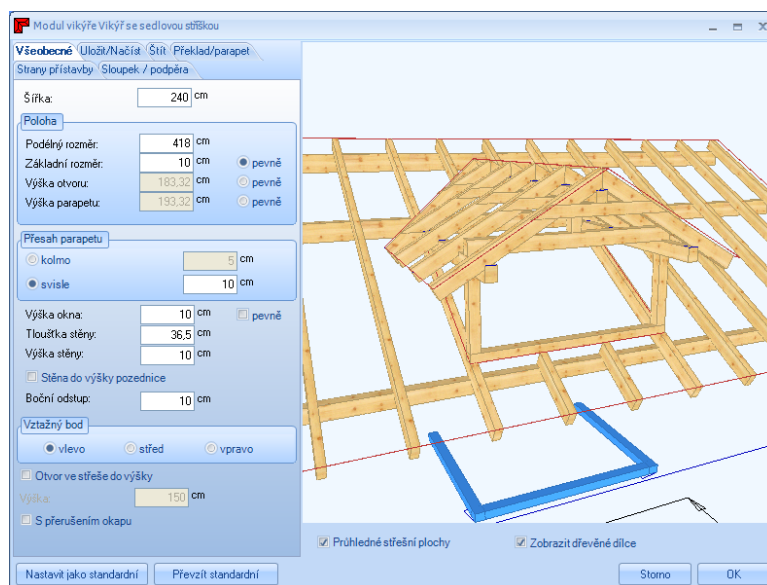 Modul vikýře Vikýř se sedlovou stříškou
Všeobecné Uložit/Načíst Štít Překlad/parapet
Strany přístavby Sloupek / podpěra
Šířka: 240 cm
Poloha
Podélný rozměr: 418 cm
Základní rozměr: 10 cm pevně
Výška otvoru: 183,32 cm pevně
Výška parapetu: 193,32 cm pevně
Přesah parapetu
kolmo 5 cm
svisle 10 cm
Výška okna: 10 cm pevně
Tloušťka stěny: 36,5 cm
Výška stěny: 10 cm
Stěna do výšky pozednice
Boční odstup: 10 cm
Vztažný bod
vlevo střed vpravo
Otvor ve střeše do výšky
Výška: 150 cm
S přerušením okapu
Průhledné střešní plochy Zobrazit dřevěné dílce
Nastavit jako standardní Převzít standardní Storno OK